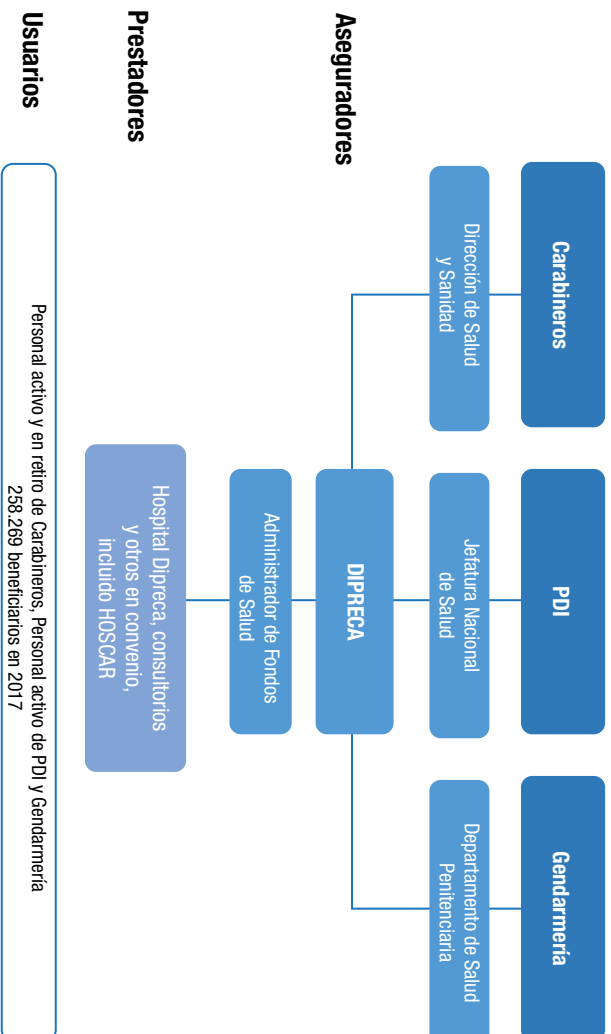 Carabineros
PDI
Gendarmería
Dirección de Salud
y Sanidad
Jefatura Nacional
de Salud
Departamento de Salud
Penitenciaria
Aseguradores
DIPRECA
Administrador de Fondos
de Salud
Prestadores
Hospital Dipreca, consultorios
y otros en convenio,
incluido HOSCAR
Usuarios
Personal activo y en retiro de Carabineros, Personal activo de PDI y Gendarmería
258.269 beneficiarios en 2017